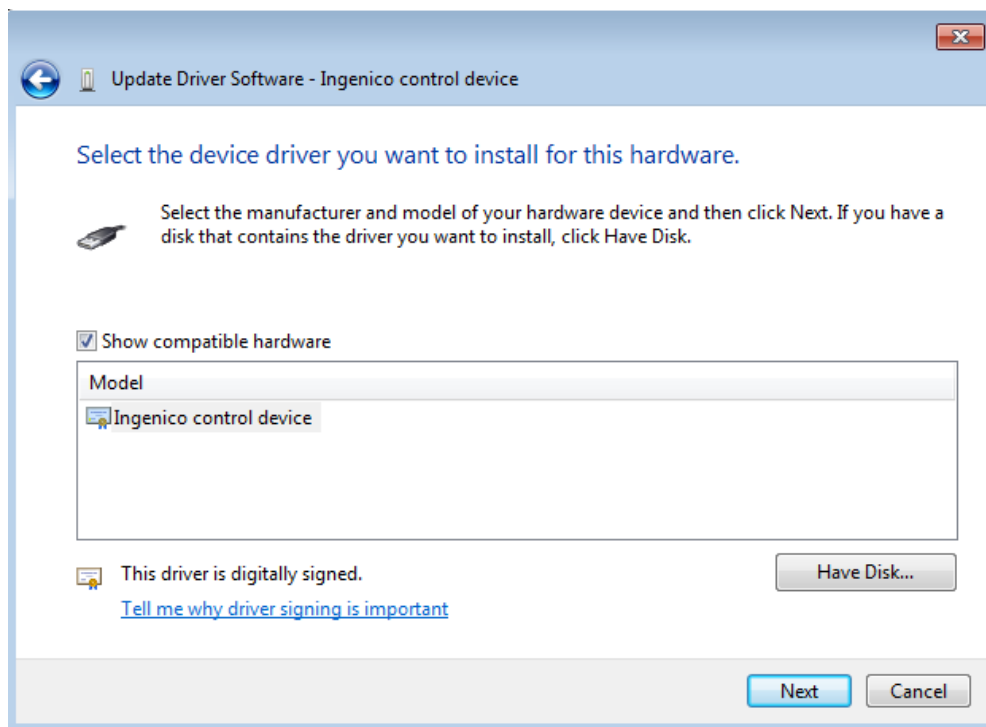 Update Driver Software - Ingenico control device
Select the device driver you want to install for this hardware.
Select the manufacturer and model of your hardware device and then click Next. If you have a
disk that contains the driver you want to install, click Have Disk.
Show compatible hardware
Model
Ingenico control device
This driver is digitally signed.
Have Disk...
Tell me why driver signing is important
Next
Cancel